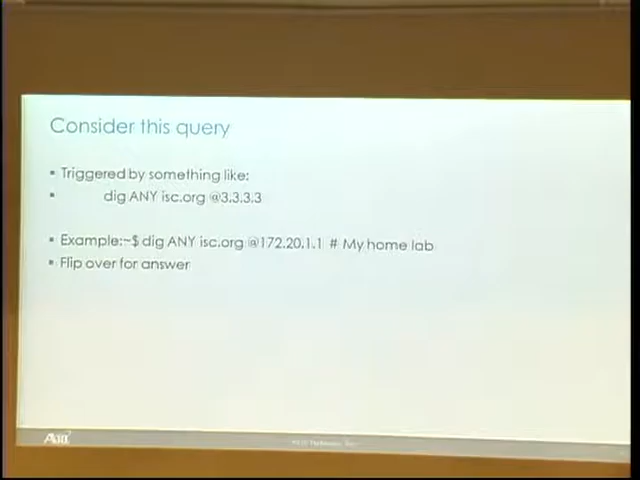 Consider this query
Triggered by something like:
dig ANY isc.org @3.3.3.3
Example:~$ dig ANY isc.org @172.20.1.1 # My home lab
Flip over for answer